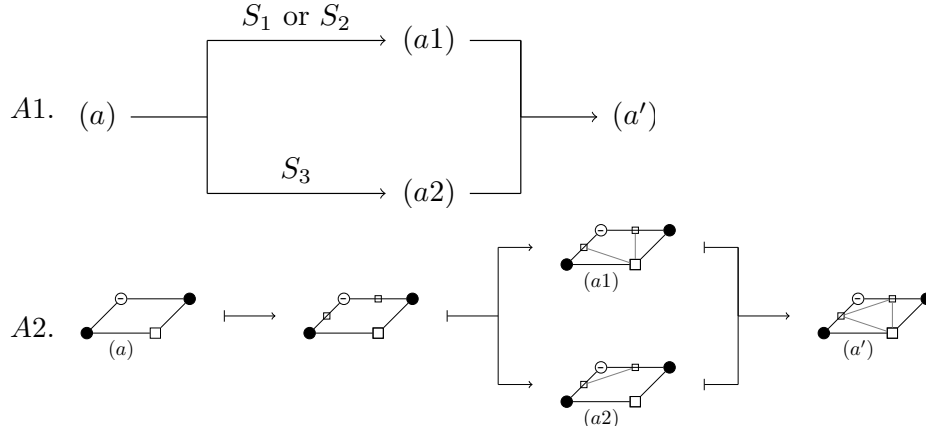 S₁ or S₂
(a1)
A1. (a) (a′)
S₃
(a2)
(a1)
A2. (a) (a′)
(a2)